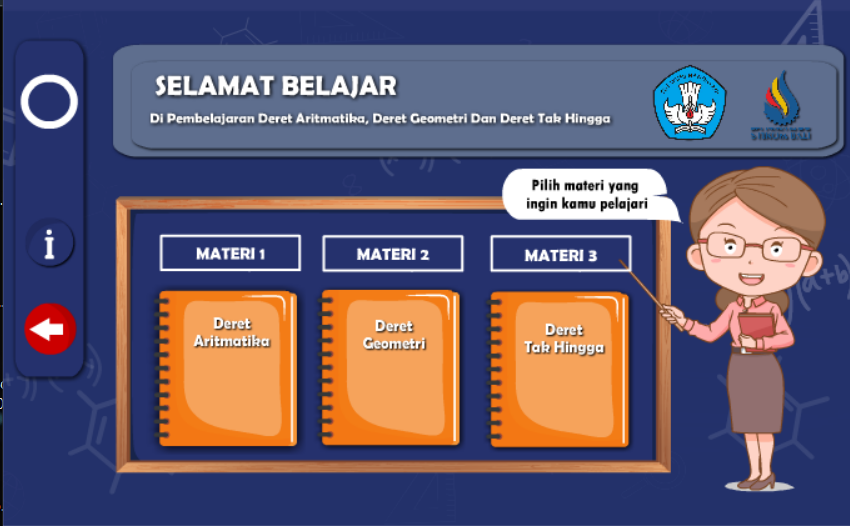 SELAMAT BELAJAR
Di Pembelajaran Deret Aritmatika, Deret Geometri Dan Deret Tak Hingga
Pilih materi yang
ingin kamu pelajari
MATERI 1
MATERI 2
MATERI 3
Deret
Aritmatika
Deret
Geometri
Deret
Tak Hingga
i